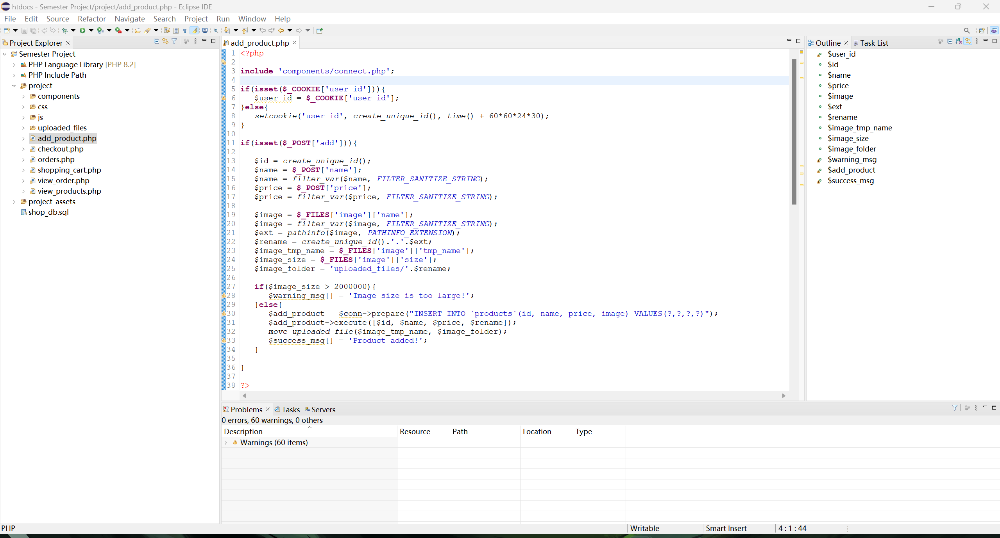 htdocs - Semester Project/project/add_product.php - Eclipse IDE
File Edit Source Refactor Navigate Search Project Run Window Help
Project Explorer
Semester Project
PHP Language Library [PHP 8.2]
PHP Include Path
project
components
css
js
uploaded_files
add_product.php
checkout.php
orders.php
shopping_cart.php
view_order.php
view_products.php
project_assets
shop_db.sql
add_product.php
1 <?php
2
3 include 'components/connect.php';
4
5 if(isset($_COOKIE['user_id'])){
6    $user_id = $_COOKIE['user_id'];
7 }else{
8    setcookie('user_id', create_unique_id(), time() + 60*60*24*30);
9 }
10
11 if(isset($_POST['add'])){
12
13    $id = create_unique_id();
14    $name = $_POST['name'];
15    $name = filter_var($name, FILTER_SANITIZE_STRING);
16    $price = $_POST['price'];
17    $price = filter_var($price, FILTER_SANITIZE_STRING);
18
19    $image = $_FILES['image']['name'];
20    $image = filter_var($image, FILTER_SANITIZE_STRING);
21    $ext = pathinfo($image, PATHINFO_EXTENSION);
22    $rename = create_unique_id().'.'.$ext;
23    $image_tmp_name = $_FILES['image']['tmp_name'];
24    $image_size = $_FILES['image']['size'];
25    $image_folder = 'uploaded_files/'.$rename;
26
27    if($image_size > 2000000){
28       $warning_msg[] = 'Image size is too large!';
29    }else{
30       $add_product = $conn->prepare("INSERT INTO `products`(id, name, price, image) VALUES(?,?,?,?)");
31       $add_product->execute([$id, $name, $price, $rename]);
32       move_uploaded_file($image_tmp_name, $image_folder);
33       $success_msg[] = 'Product added!';
34    }
35
36 }
37
38 ?>
Outline Task List
$user_id
$id
$name
$price
$image
$ext
$rename
$image_tmp_name
$image_size
$image_folder
$warning_msg
$add_product
$success_msg
Problems Tasks Servers
0 errors, 60 warnings, 0 others
Description Resource Path Location Type
Warnings (60 items)
PHP Writable Smart Insert 4 : 1 : 44